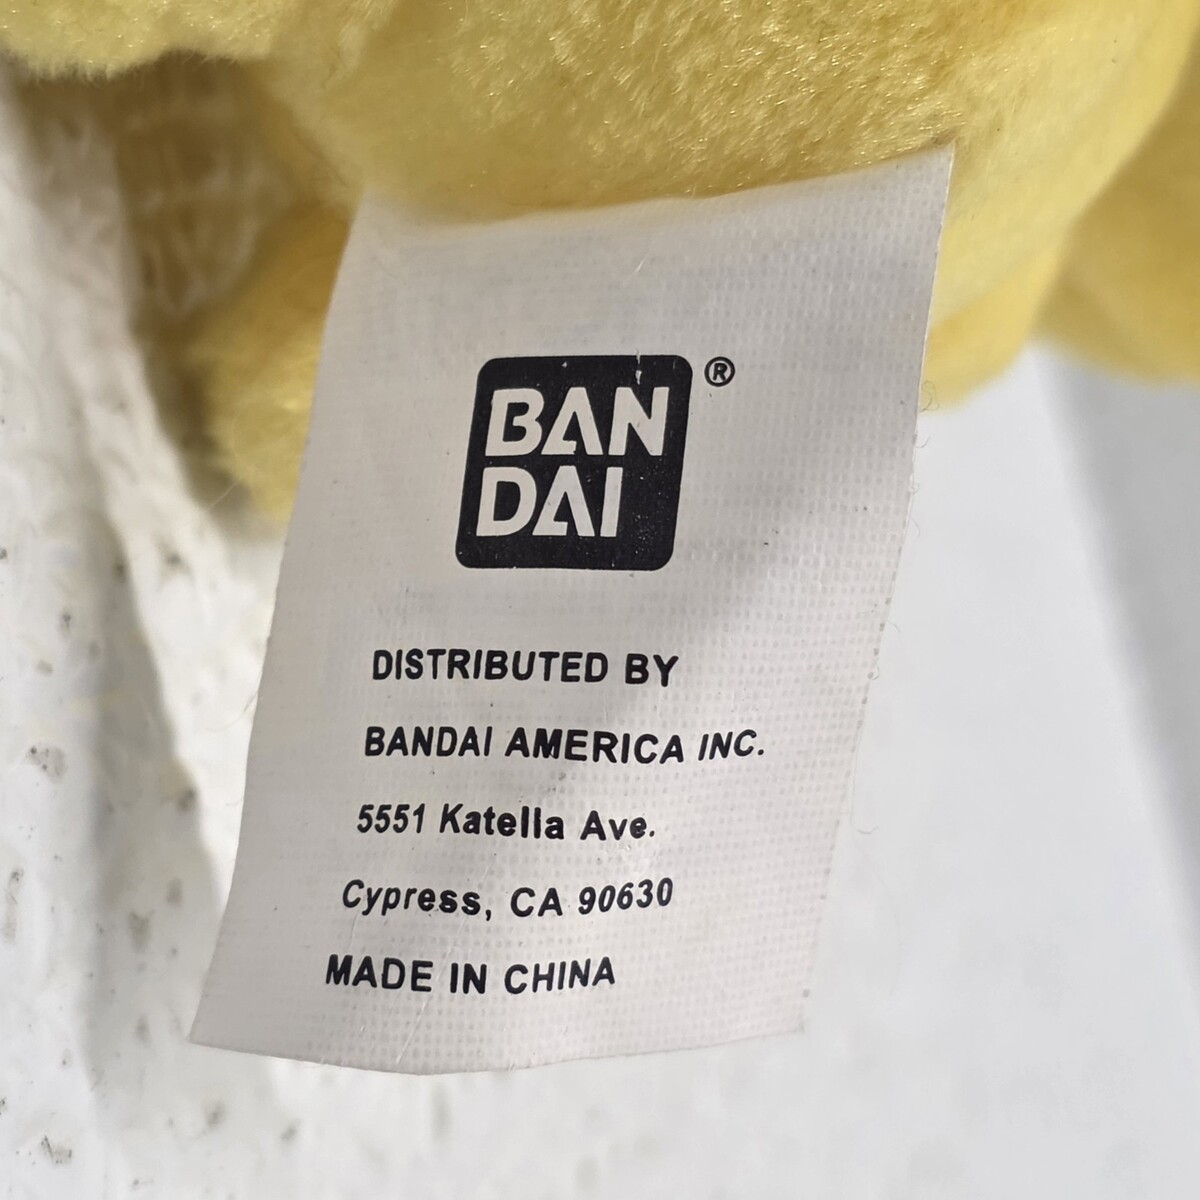 BAN
DAI
®
DISTRIBUTED BY
BANDAI AMERICA INC.
5551 Katella Ave.
Cypress, CA 90630
MADE IN CHINA